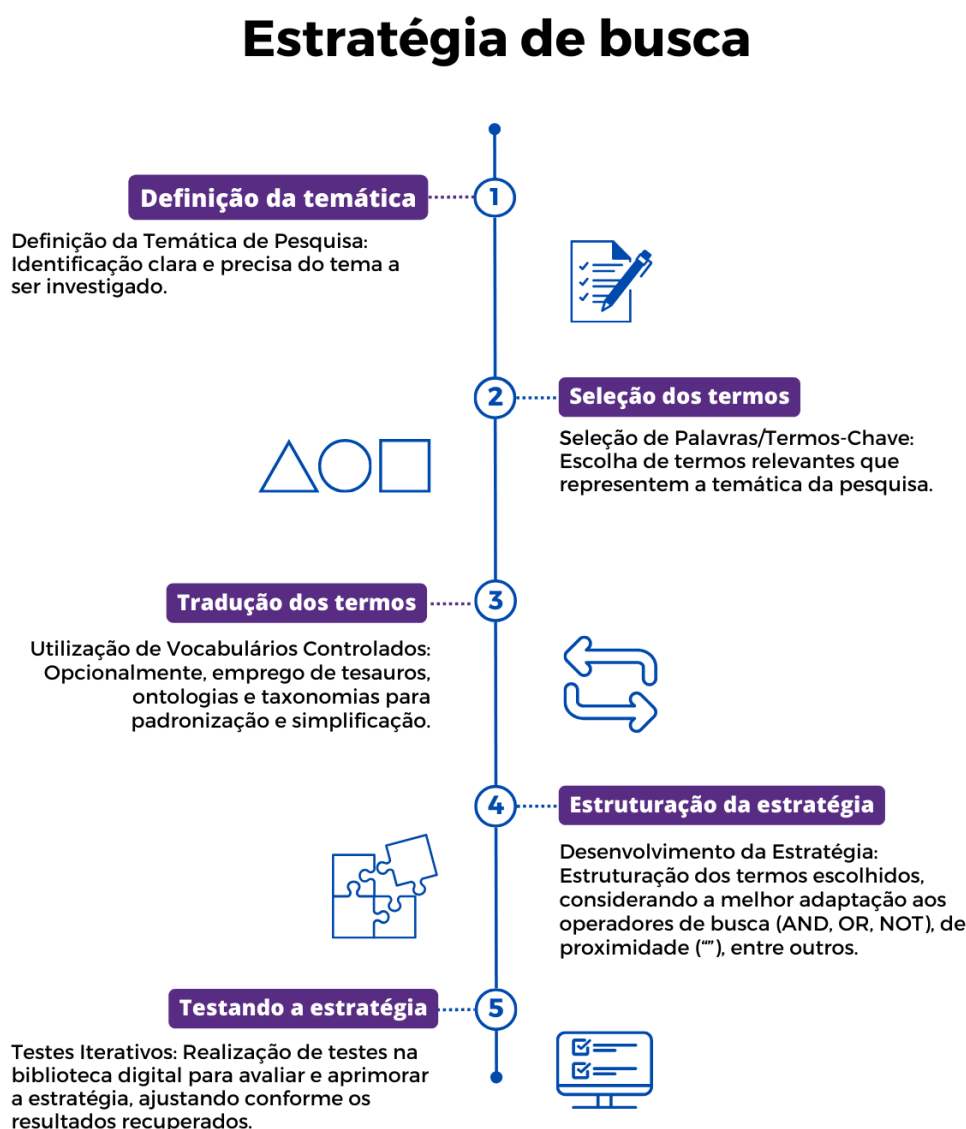 Estratégia de busca
1
Definição da temática
Definição da Temática de Pesquisa:
Identificação clara e precisa do tema a
ser investigado.
2
Seleção dos termos
Seleção de Palavras/Termos-Chave:
Escolha de termos relevantes que
representem a temática da pesquisa.
3
Tradução dos termos
Utilização de Vocabulários Controlados:
Opcionalmente, emprego de tesauros,
ontologias e taxonomias para
padronização e simplificação.
4
Estruturação da estratégia
Desenvolvimento da Estratégia:
Estruturação dos termos escolhidos,
considerando a melhor adaptação aos
operadores de busca (AND, OR, NOT), de
proximidade (“”), entre outros.
5
Testando a estratégia
Testes Iterativos: Realização de testes na
biblioteca digital para avaliar e aprimorar
a estratégia, ajustando conforme os
resultados recuperados.